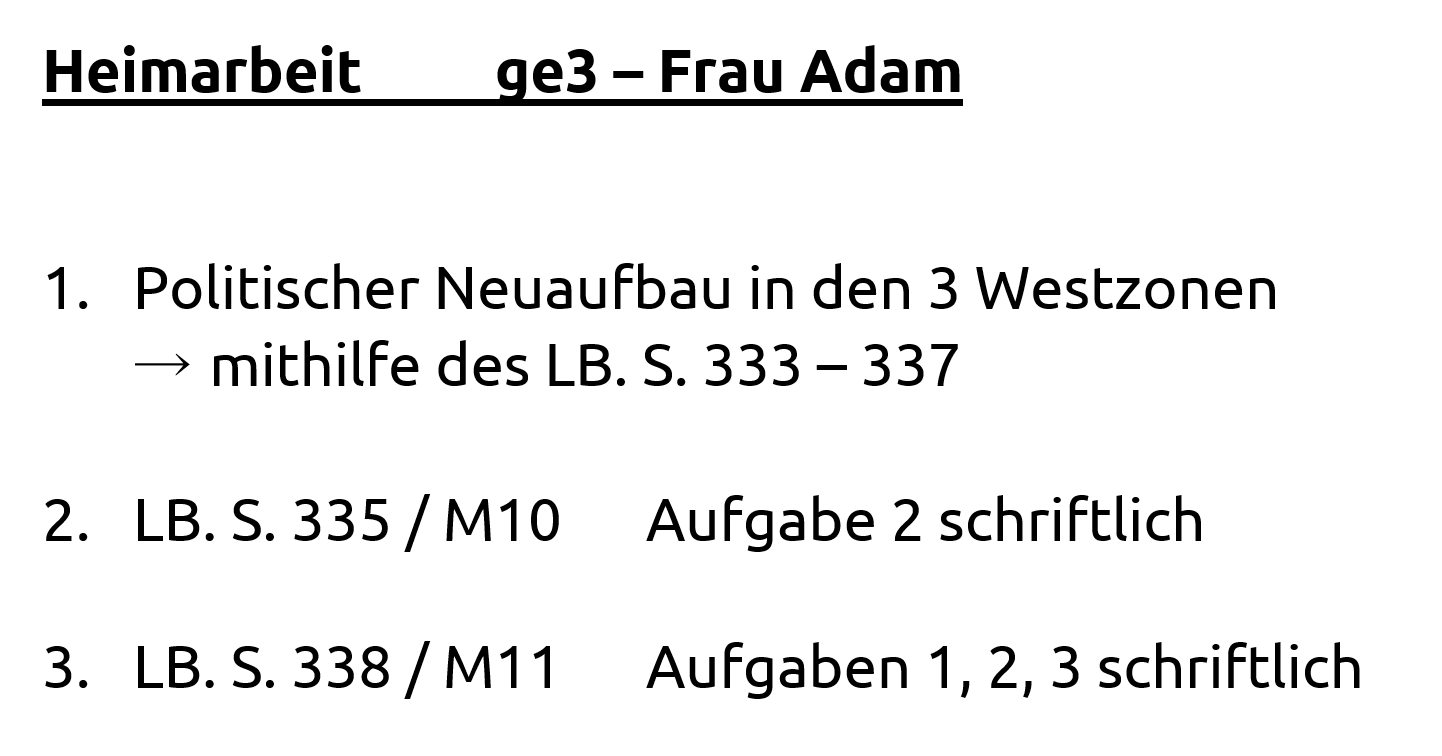 Heimarbeit ge3 – Frau Adam
1. Politischer Neuaufbau in den 3 Westzonen
→ mithilfe des LB. S. 333 – 337
2. LB. S. 335 / M10 Aufgabe 2 schriftlich
3. LB. S. 338 / M11 Aufgaben 1, 2, 3 schriftlich